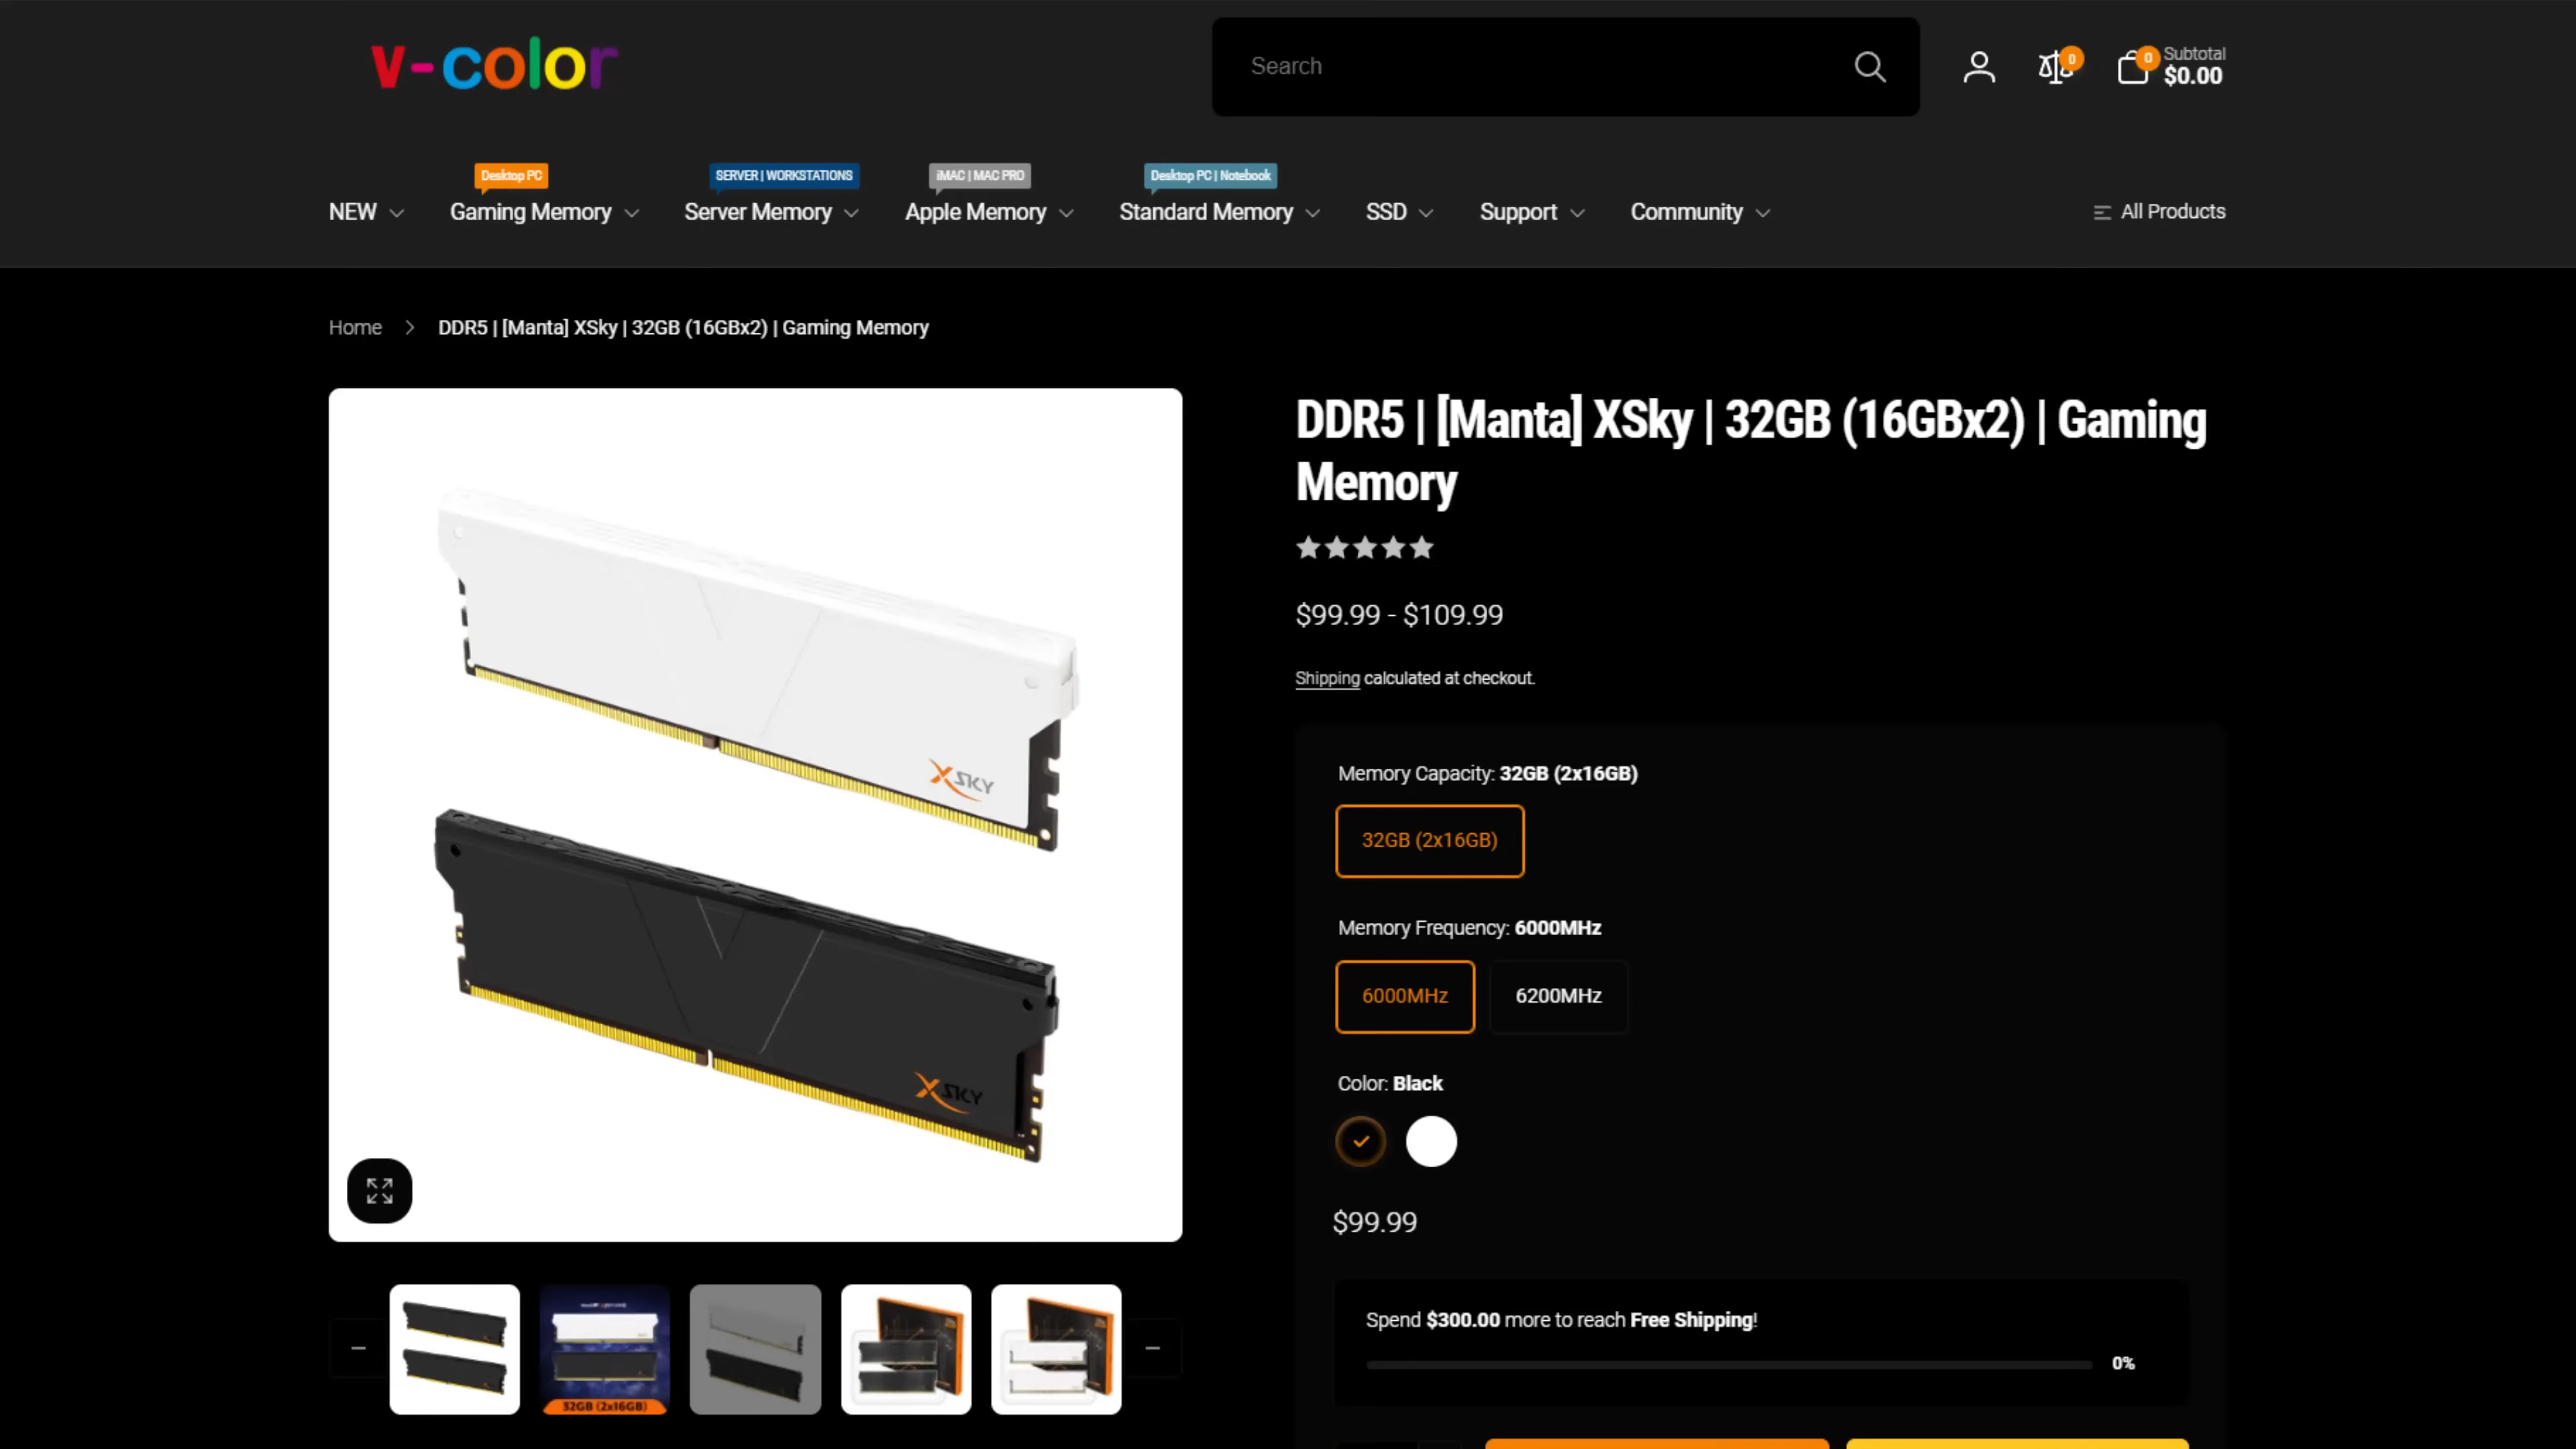 v-color
Search
0
0
Subtotal
$0.00
Desktop PC
SERVER | WORKSTATIONS
iMAC | MAC PRO
Desktop PC | Notebook
NEW
Gaming Memory
Server Memory
Apple Memory
Standard Memory
SSD
Support
Community
All Products
Home
DDR5 | [Manta] XSky | 32GB (16GBx2) | Gaming Memory
XSKY
XSKY
DDR5 | [Manta] XSky | 32GB (16GBx2) | Gaming
Memory
$99.99 - $109.99
Shipping calculated at checkout.
Memory Capacity: 32GB (2x16GB)
32GB (2x16GB)
Memory Frequency: 6000MHz
6000MHz
6200MHz
Color: Black
$99.99
Spend $300.00 more to reach Free Shipping!
0%
32GB (2x16GB)